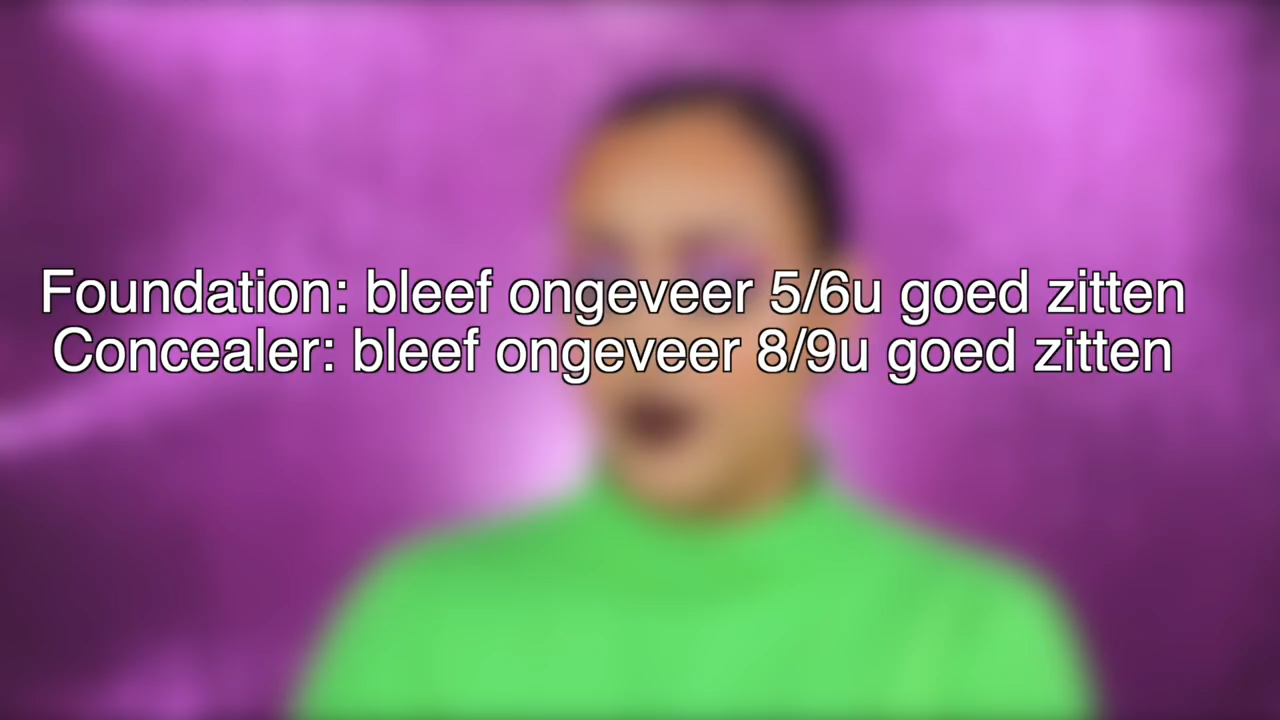 Foundation: bleef ongeveer 5/6u goed zitten
Concealer: bleef ongeveer 8/9u goed zitten